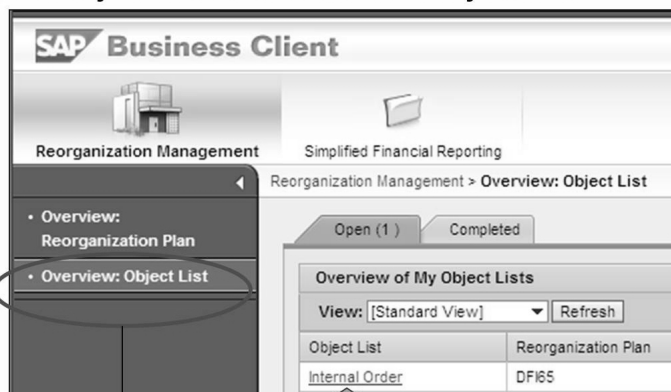 SAP Business Client
Reorganization Management
Simplified Financial Reporting
Reorganization Management > Overview: Object List
• Overview:
Reorganization Plan
• Overview: Object List
Open (1 )
Completed
Overview of My Object Lists
View: [Standard View]
Refresh
Object List
Reorganization Plan
Internal Order
DFI65